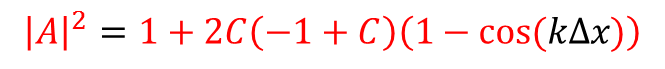 |A|² = 1 + 2C(−1 + C)(1 − cos(kΔx))